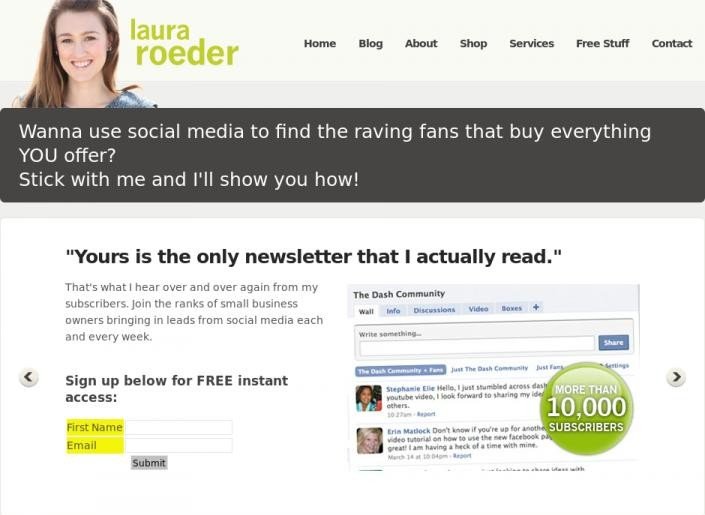 laura
roeder
Home Blog About Shop Services Free Stuff Contact
Wanna use social media to find the raving fans that buy everything
YOU offer?
Stick with me and I'll show you how!
"Yours is the only newsletter that I actually read."
That's what I hear over and over again from my
subscribers. Join the ranks of small business
owners bringing in leads from social media each
and every week.
Sign up below for FREE instant
access:
First Name
Email
Submit
The Dash Community
Wall Info Discussions Video Boxes +
Write something...
Share
The Dash Community + Fans Just The Dash Community Just Fans Settings
Stephanie Elie Hello, I just stumbled across dash
youtube video, I look forward to sharing my
others.
10:27am · Report
Erin Matlock Don't know if you're up for another
video tutorial on how to use the new facebook
great! I am having a heck of a time with mine.
March 14 at 10:04pm · Report
MORE THAN
10,000
SUBSCRIBERS